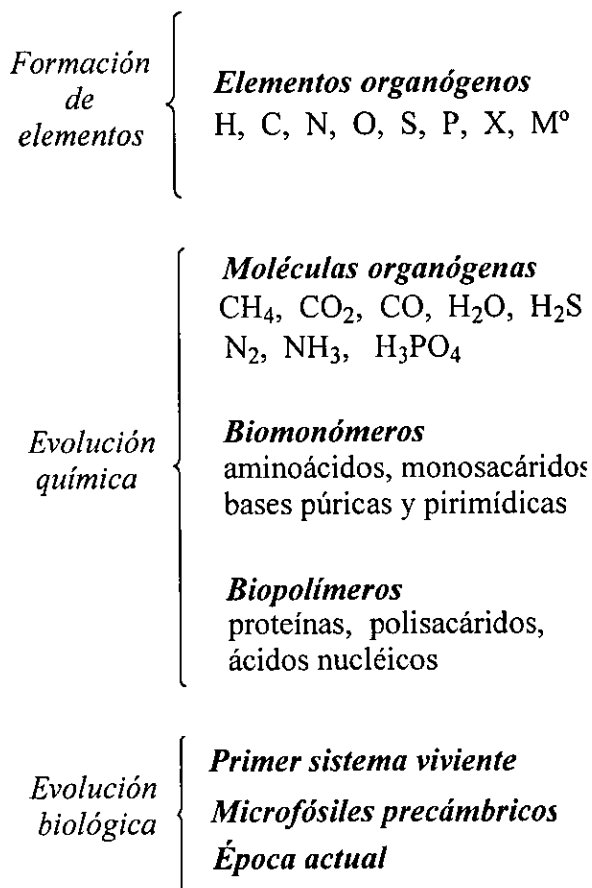 Formación
de
elementos
Elementos organógenos
H, C, N, O, S, P, X, Mº
Evolución
química
Moléculas organógenas
CH₄, CO₂, CO, H₂O, H₂S
N₂, NH₃, H₃PO₄
Biomonómeros
aminoácidos, monosacáridos
bases púricas y pirimídicas
Biopolímeros
proteínas, polisacáridos,
ácidos nucléicos
Evolución
biológica
Primer sistema viviente
Microfósiles precámbricos
Época actual